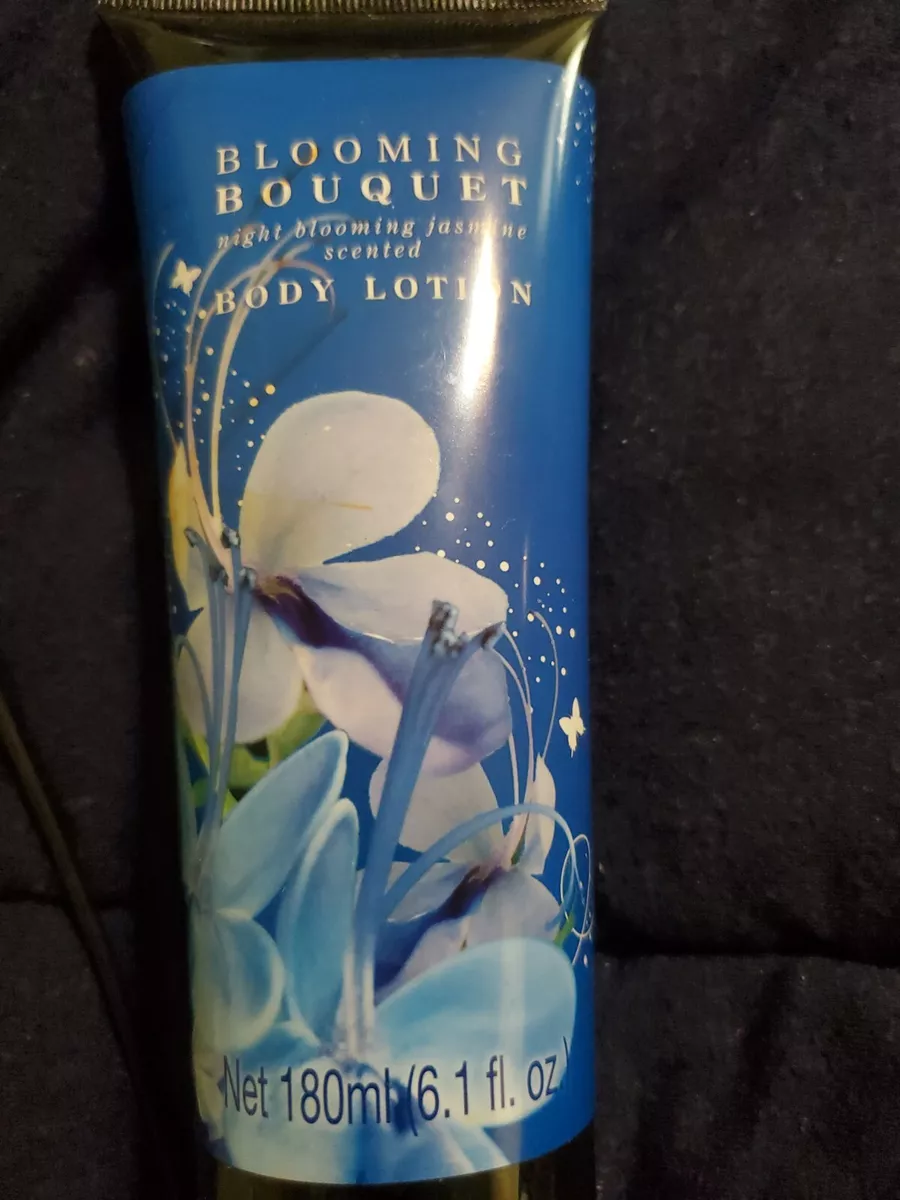 BLOOMING
BOUQUET
night blooming jasmine
scented
BODY LOTION
Net 180ml (6.1 fl. oz.)